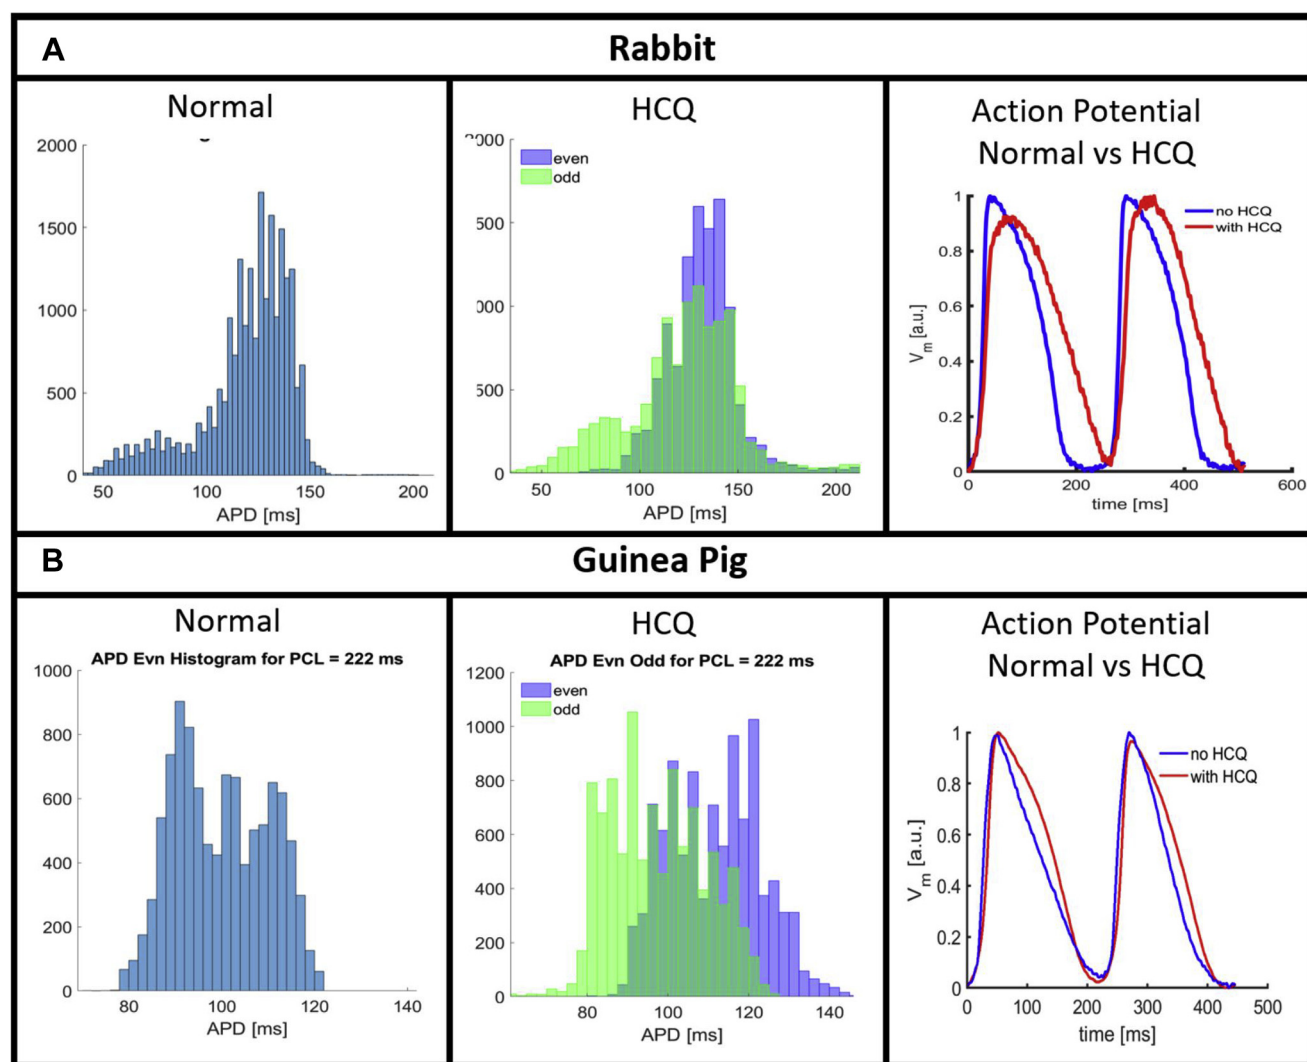 A
Rabbit
Normal
2000
1500
1000
500
0
50
100
150
200
APD [ms]
HCQ
even
odd
500
500
0
50
100
150
200
APD [ms]
Action Potential
Normal vs HCQ
1
0.8
0.6
0.4
0.2
0
Vm [a.u.]
no HCQ
with HCQ
0
200
400
600
time [ms]
B
Guinea Pig
Normal
APD Evn Histogram for PCL = 222 ms
1000
800
600
400
200
0
80
100
120
140
APD [ms]
HCQ
APD Evn Odd for PCL = 222 ms
1200
1000
800
600
400
200
0
even
odd
80
100
120
140
APD [ms]
Action Potential
Normal vs HCQ
1
0.8
0.6
0.4
0.2
0
Vm [a.u.]
no HCQ
with HCQ
0
100
200
300
400
500
time [ms]